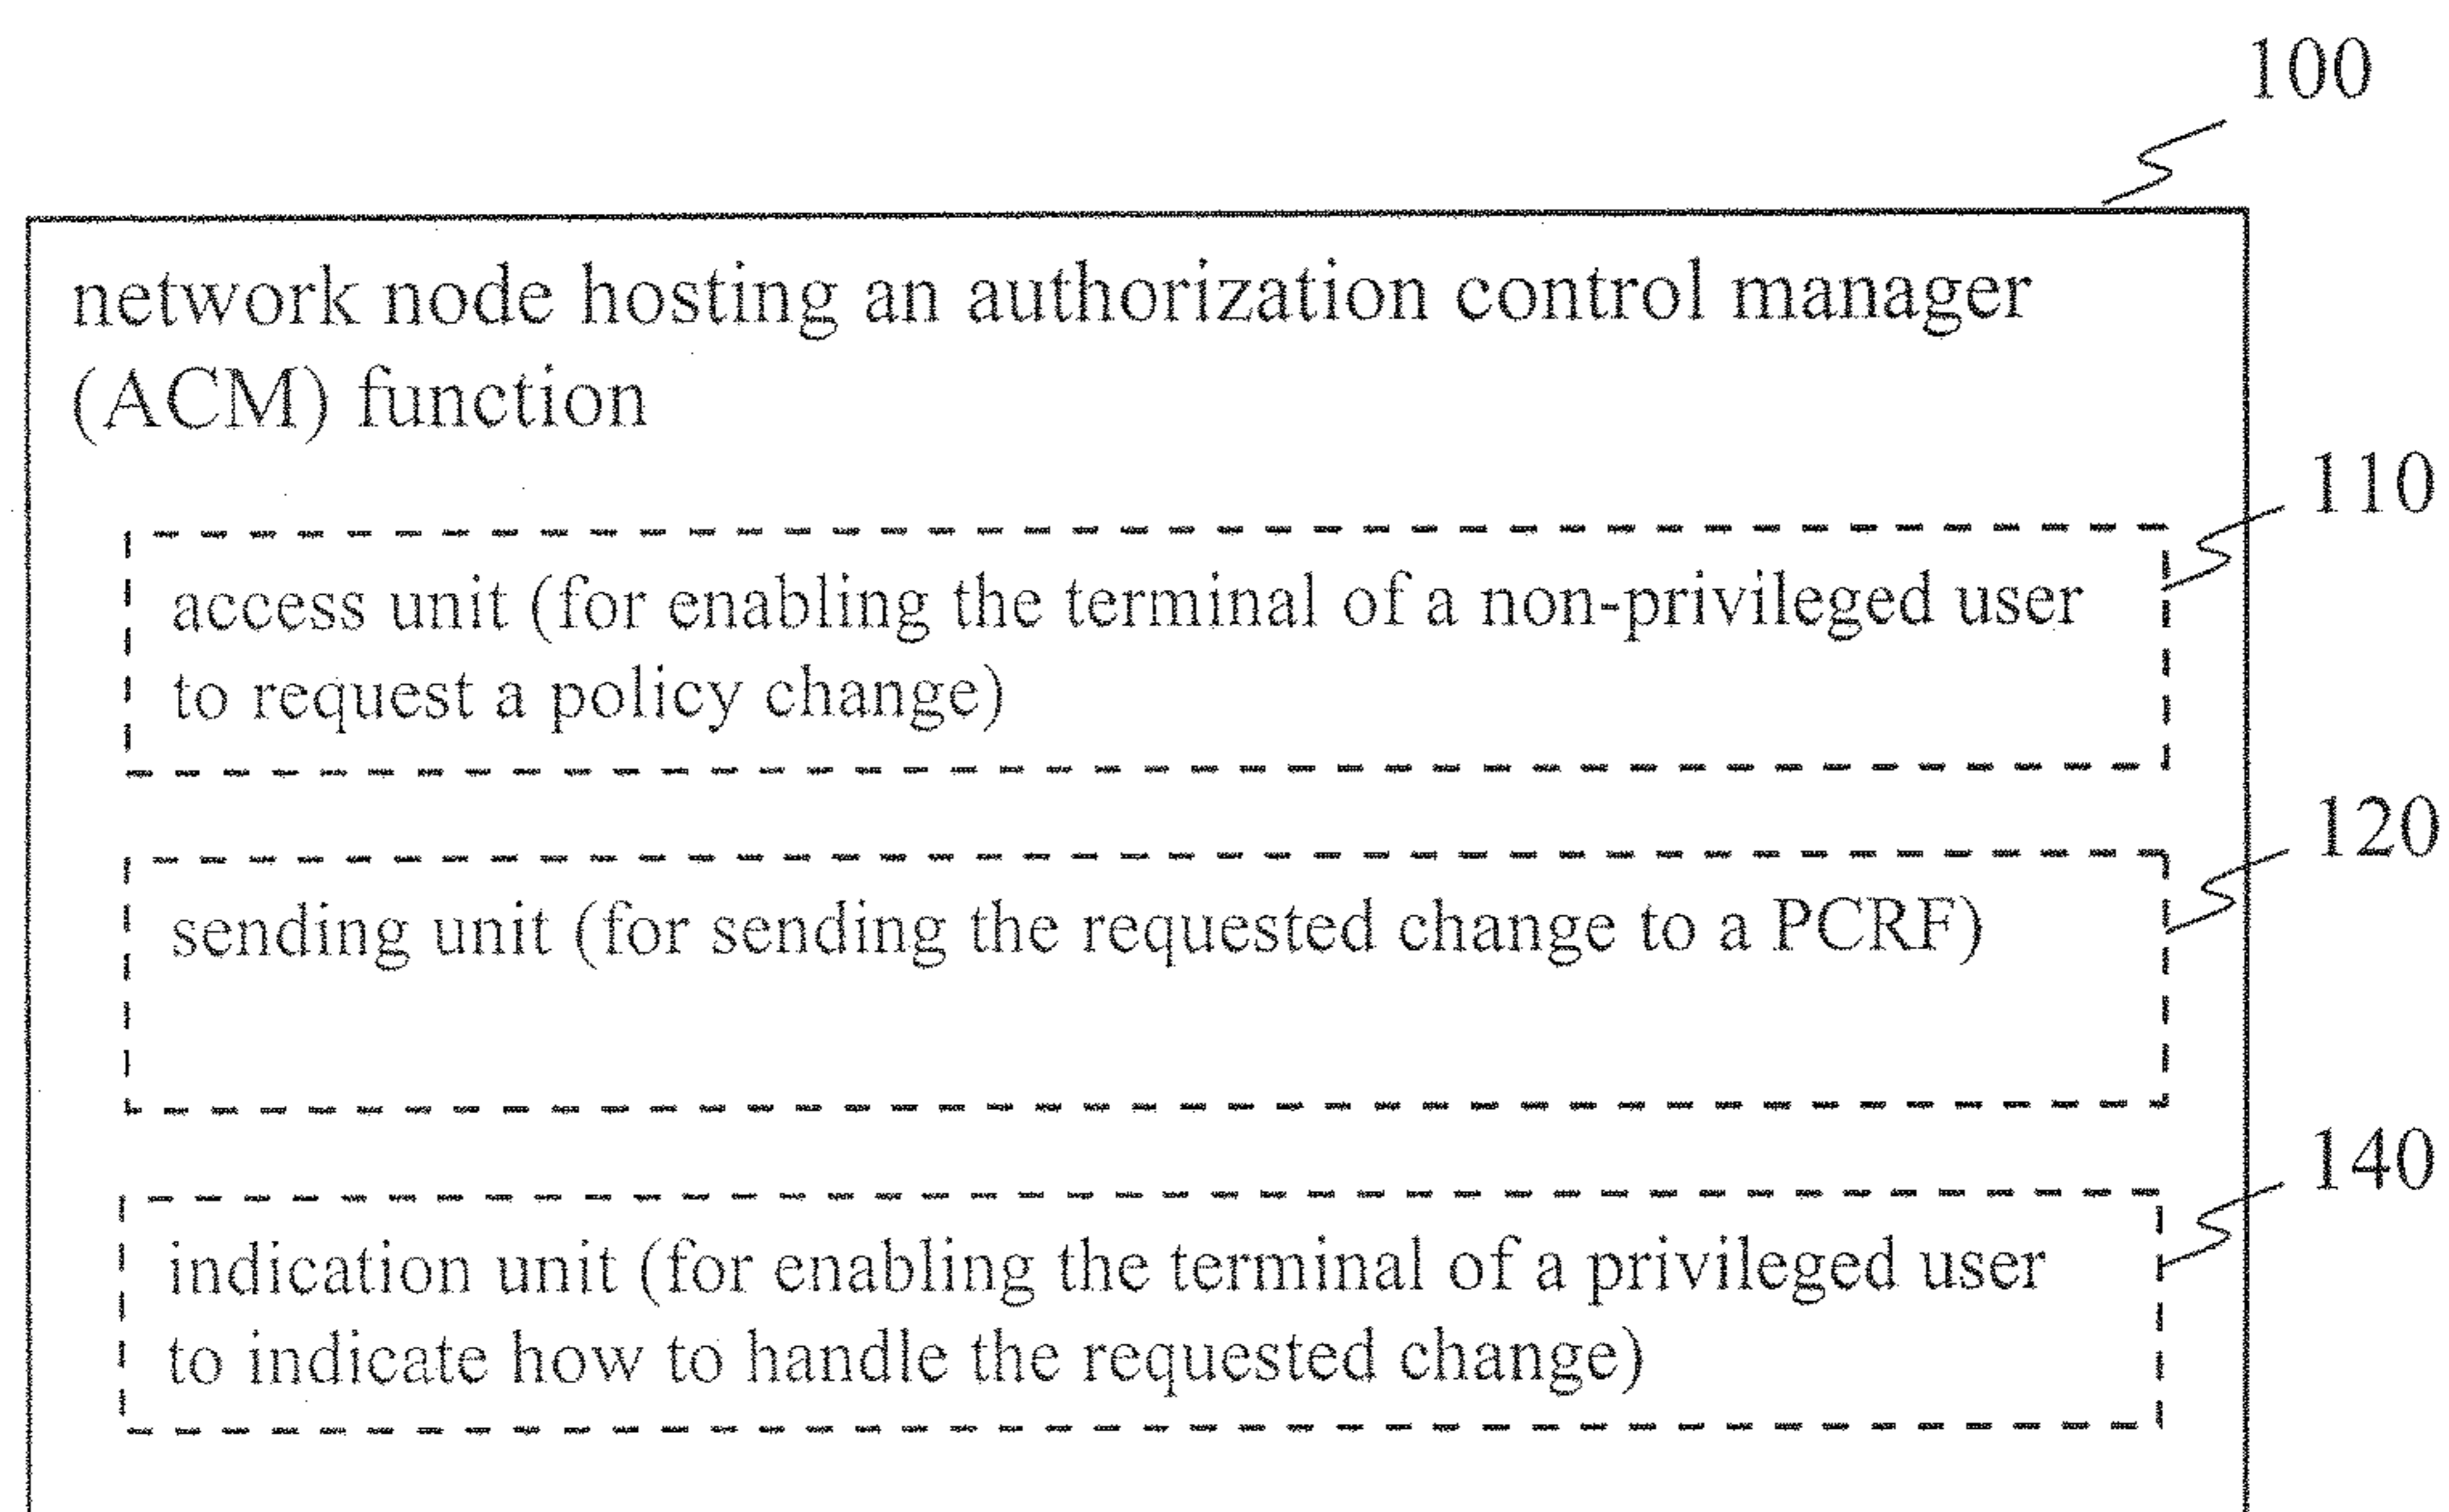 100
network node hosting an authorization control manager
(ACM) function
110
access unit (for enabling the terminal of a non-privileged user
to request a policy change)
120
sending unit (for sending the requested change to a PCRF)
140
indication unit (for enabling the terminal of a privileged user
to indicate how to handle the requested change)